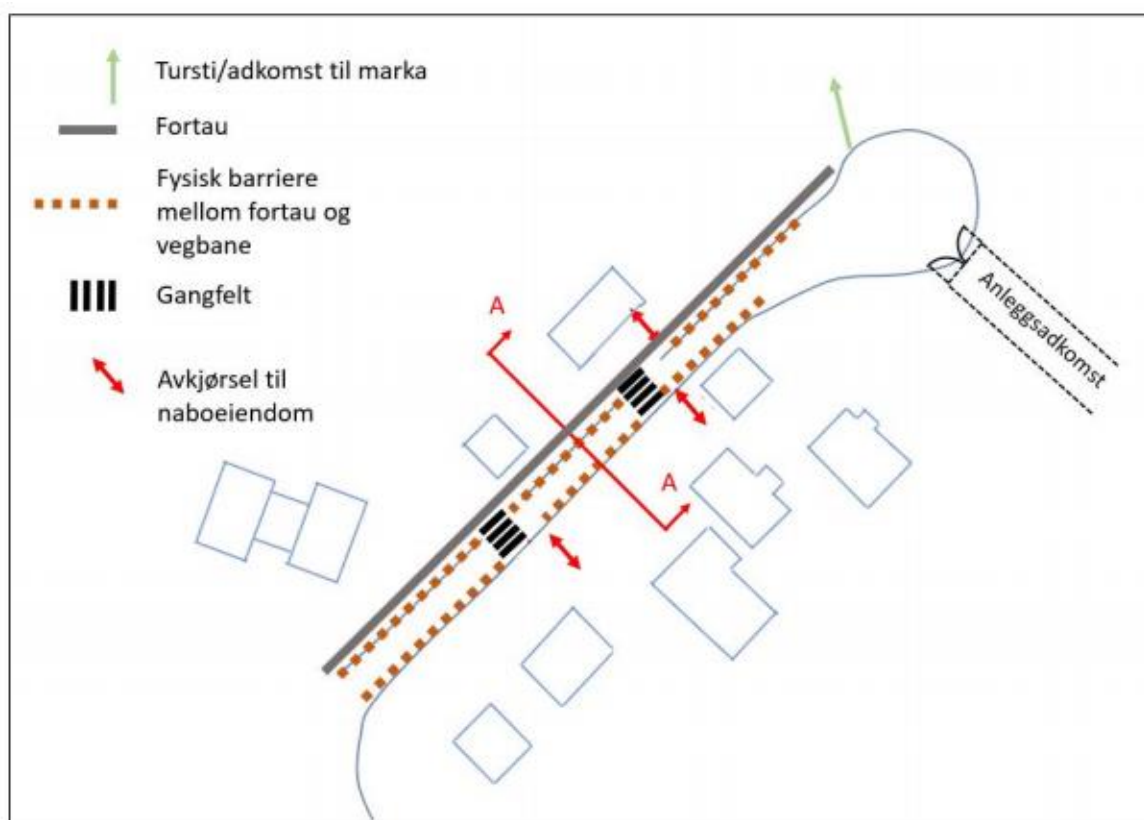 Tursti/adkomst til marka
Fortau
Fysisk barriere
mellom fortau og
vegbane
Gangfelt
Avkjørsel til
naboeiendom
A
A
Anleggsadkomst